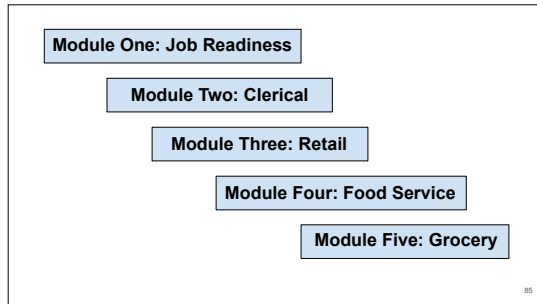 Module One: Job Readiness
Module Two: Clerical
Module Three: Retail
Module Four: Food Service
Module Five: Grocery
85